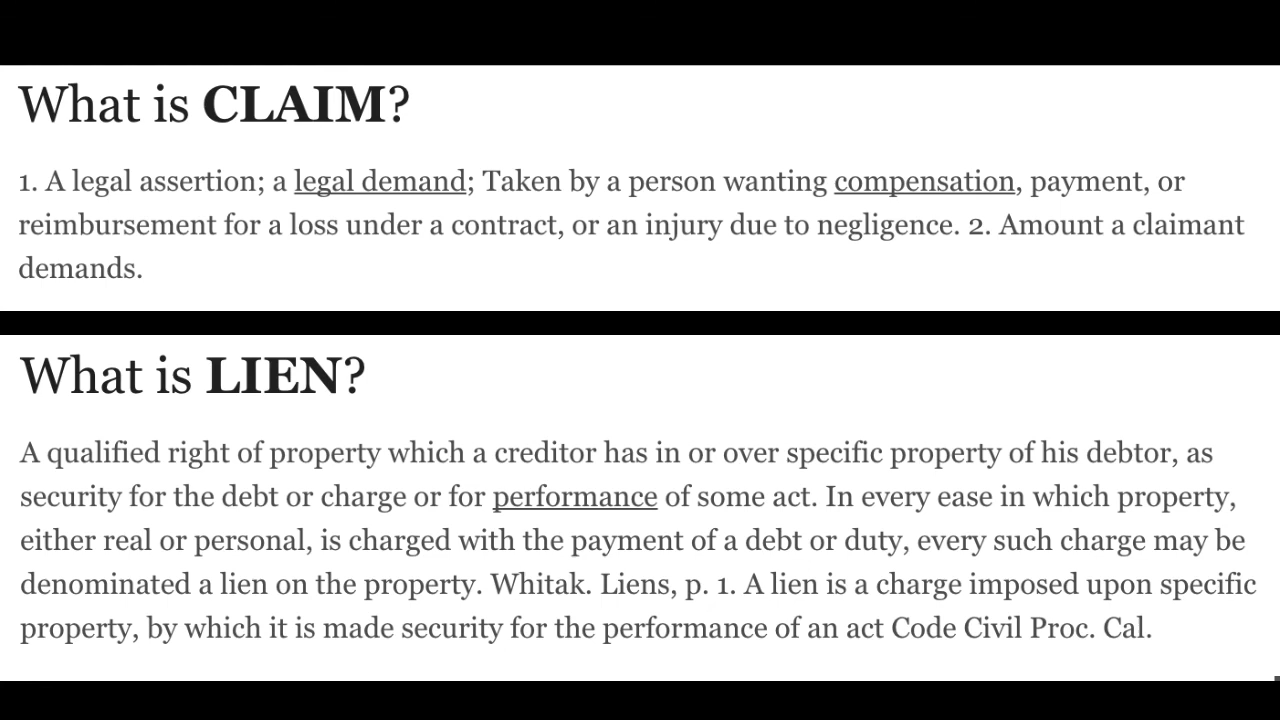 What is CLAIM?
1. A legal assertion; a legal demand; Taken by a person wanting compensation, payment, or
reimbursement for a loss under a contract, or an injury due to negligence. 2. Amount a claimant
demands.
What is LIEN?
A qualified right of property which a creditor has in or over specific property of his debtor, as
security for the debt or charge or for performance of some act. In every ease in which property,
either real or personal, is charged with the payment of a debt or duty, every such charge may be
denominated a lien on the property. Whitak. Liens, p. 1. A lien is a charge imposed upon specific
property, by which it is made security for the performance of an act Code Civil Proc. Cal.